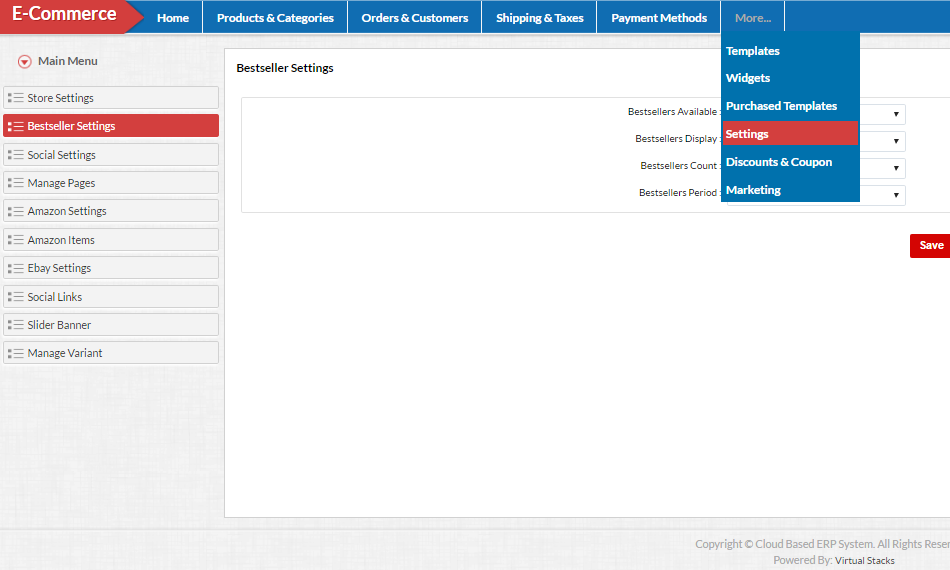 E-Commerce
Home
Products & Categories
Orders & Customers
Shipping & Taxes
Payment Methods
More...
Templates
Widgets
Purchased Templates
Settings
Discounts & Coupon
Marketing
Main Menu
Store Settings
Bestseller Settings
Social Settings
Manage Pages
Amazon Settings
Amazon Items
Ebay Settings
Social Links
Slider Banner
Manage Variant
Bestseller Settings
Bestsellers Available :
Bestsellers Display :
Bestsellers Count :
Bestsellers Period :
Save
Copyright © Cloud Based ERP System. All Rights Reser
Powered By: Virtual Stacks